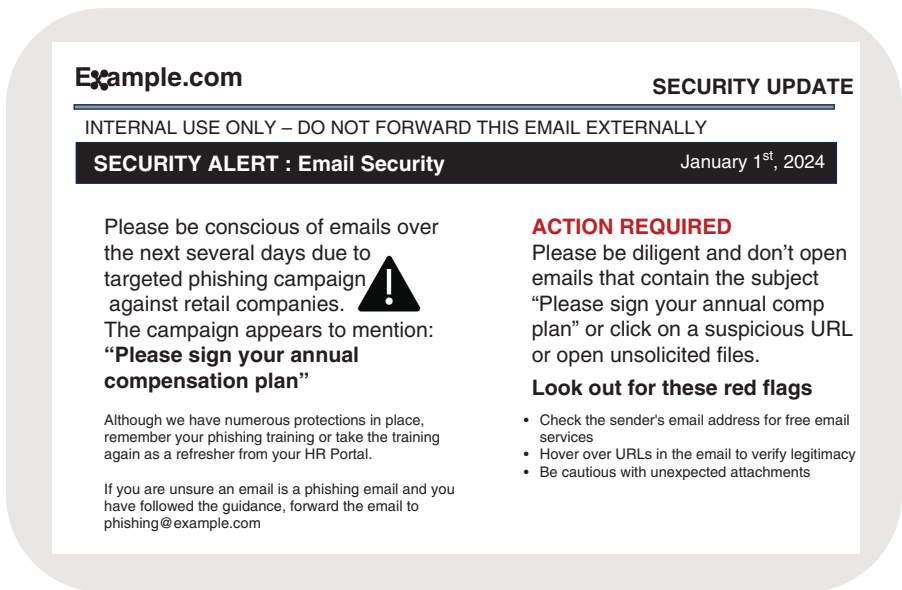 Example.com
SECURITY UPDATE
INTERNAL USE ONLY – DO NOT FORWARD THIS EMAIL EXTERNALLY
SECURITY ALERT : Email Security
January 1st, 2024
Please be conscious of emails over
the next several days due to
targeted phishing campaign
against retail companies.
The campaign appears to mention:
“Please sign your annual
compensation plan”
Although we have numerous protections in place,
remember your phishing training or take the training
again as a refresher from your HR Portal.
If you are unsure an email is a phishing email and you
have followed the guidance, forward the email to
phishing@example.com
ACTION REQUIRED
Please be diligent and don’t open
emails that contain the subject
“Please sign your annual comp
plan” or click on a suspicious URL
or open unsolicited files.
Look out for these red flags
• Check the sender's email address for free email
services
• Hover over URLs in the email to verify legitimacy
• Be cautious with unexpected attachments